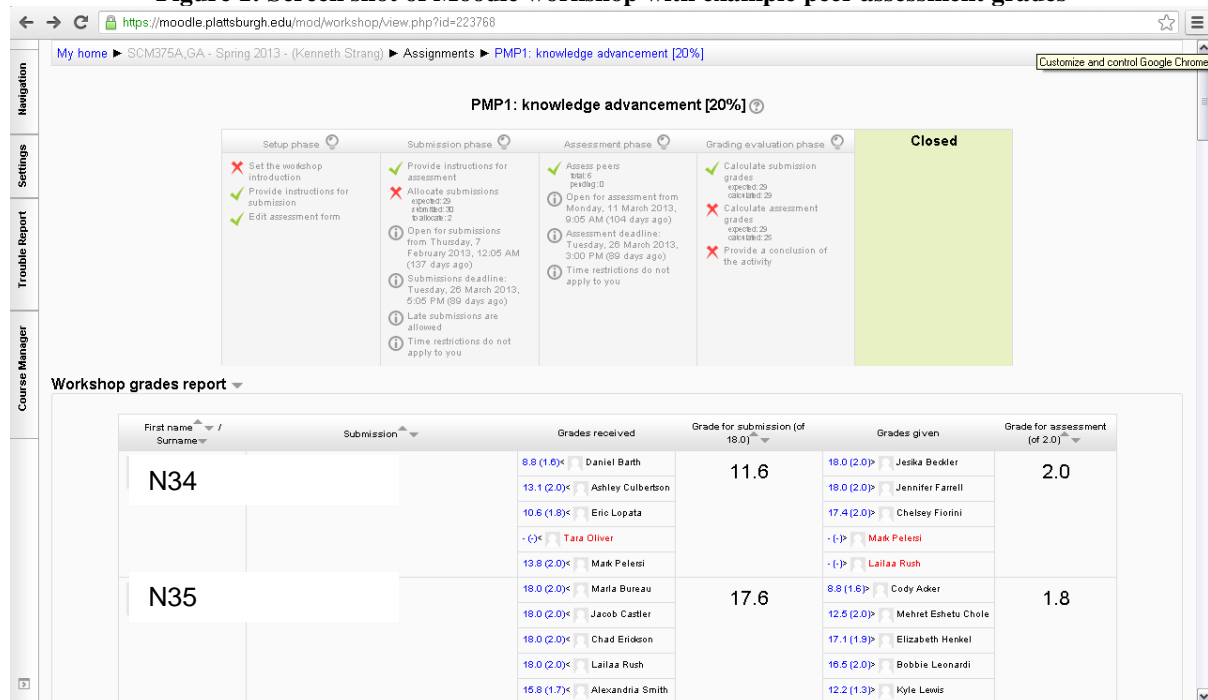 Figure 1: Screen shot of Moodle workshop with example peer assessment grades
https://moodle.plattsburgh.edu/mod/workshop/view.php?id=223768
My home ► SCM375A,GA - Spring 2013 - (Kenneth Strang) ► Assignments ► PMP1: knowledge advancement [20%]
Customize and control Google Chrome
Navigation
Settings
Trouble Report
Course Manager
PMP1: knowledge advancement [20%]
Setup phase
Set the workshop
introduction
Provide instructions for
submission
Edit assessment form
Submission phase
Provide instructions for
assessment
Allocate submissions
expected: 29
submitted: 30
to allocate: 2
Open for submissions
from Thursday, 7
February 2013, 12:05 AM
(137 days ago)
Submissions deadline:
Tuesday, 26 March 2013,
5:05 PM (89 days ago)
Late submissions are
allowed
Time restrictions do not
apply to you
Assessment phase
Assess peers
total: 6
pending: 0
Open for assessment from
Monday, 11 March 2013,
9:05 AM (104 days ago)
Assessment deadline:
Tuesday, 26 March 2013,
3:00 PM (89 days ago)
Time restrictions do not
apply to you
Grading evaluation phase
Calculate submission
grades
expected: 29
calculated: 29
Calculate assessment
grades
expected: 29
calculated: 26
Provide a conclusion of
the activity
Closed
Workshop grades report
First name / Surname
Submission
Grades received
Grade for submission (of 18.0)
Grades given
Grade for assessment (of 2.0)
N34
8.8 (1.6)< Daniel Barth
13.1 (2.0)< Ashley Culbertson
10.6 (1.8)< Eric Lopata
- (-)< Tara Oliver
13.8 (2.0)< Mark Pelersi
11.6
18.0 (2.0)> Jesika Beckler
18.0 (2.0)> Jennifer Farrell
17.4 (2.0)> Chelsey Fiorini
- (-)> Mark Pelersi
- (-)> Lailaa Rush
2.0
N35
18.0 (2.0)< Marla Bureau
18.0 (2.0)< Jacob Castler
18.0 (2.0)< Chad Erickson
18.0 (2.0)< Lailaa Rush
15.8 (1.7)< Alexandria Smith
17.6
8.8 (1.6)> Cody Acker
12.5 (2.0)> Mehret Eshetu Chole
17.1 (1.9)> Elizabeth Henkel
16.5 (2.0)> Bobbie Leonardi
12.2 (1.3)> Kyle Lewis
1.8